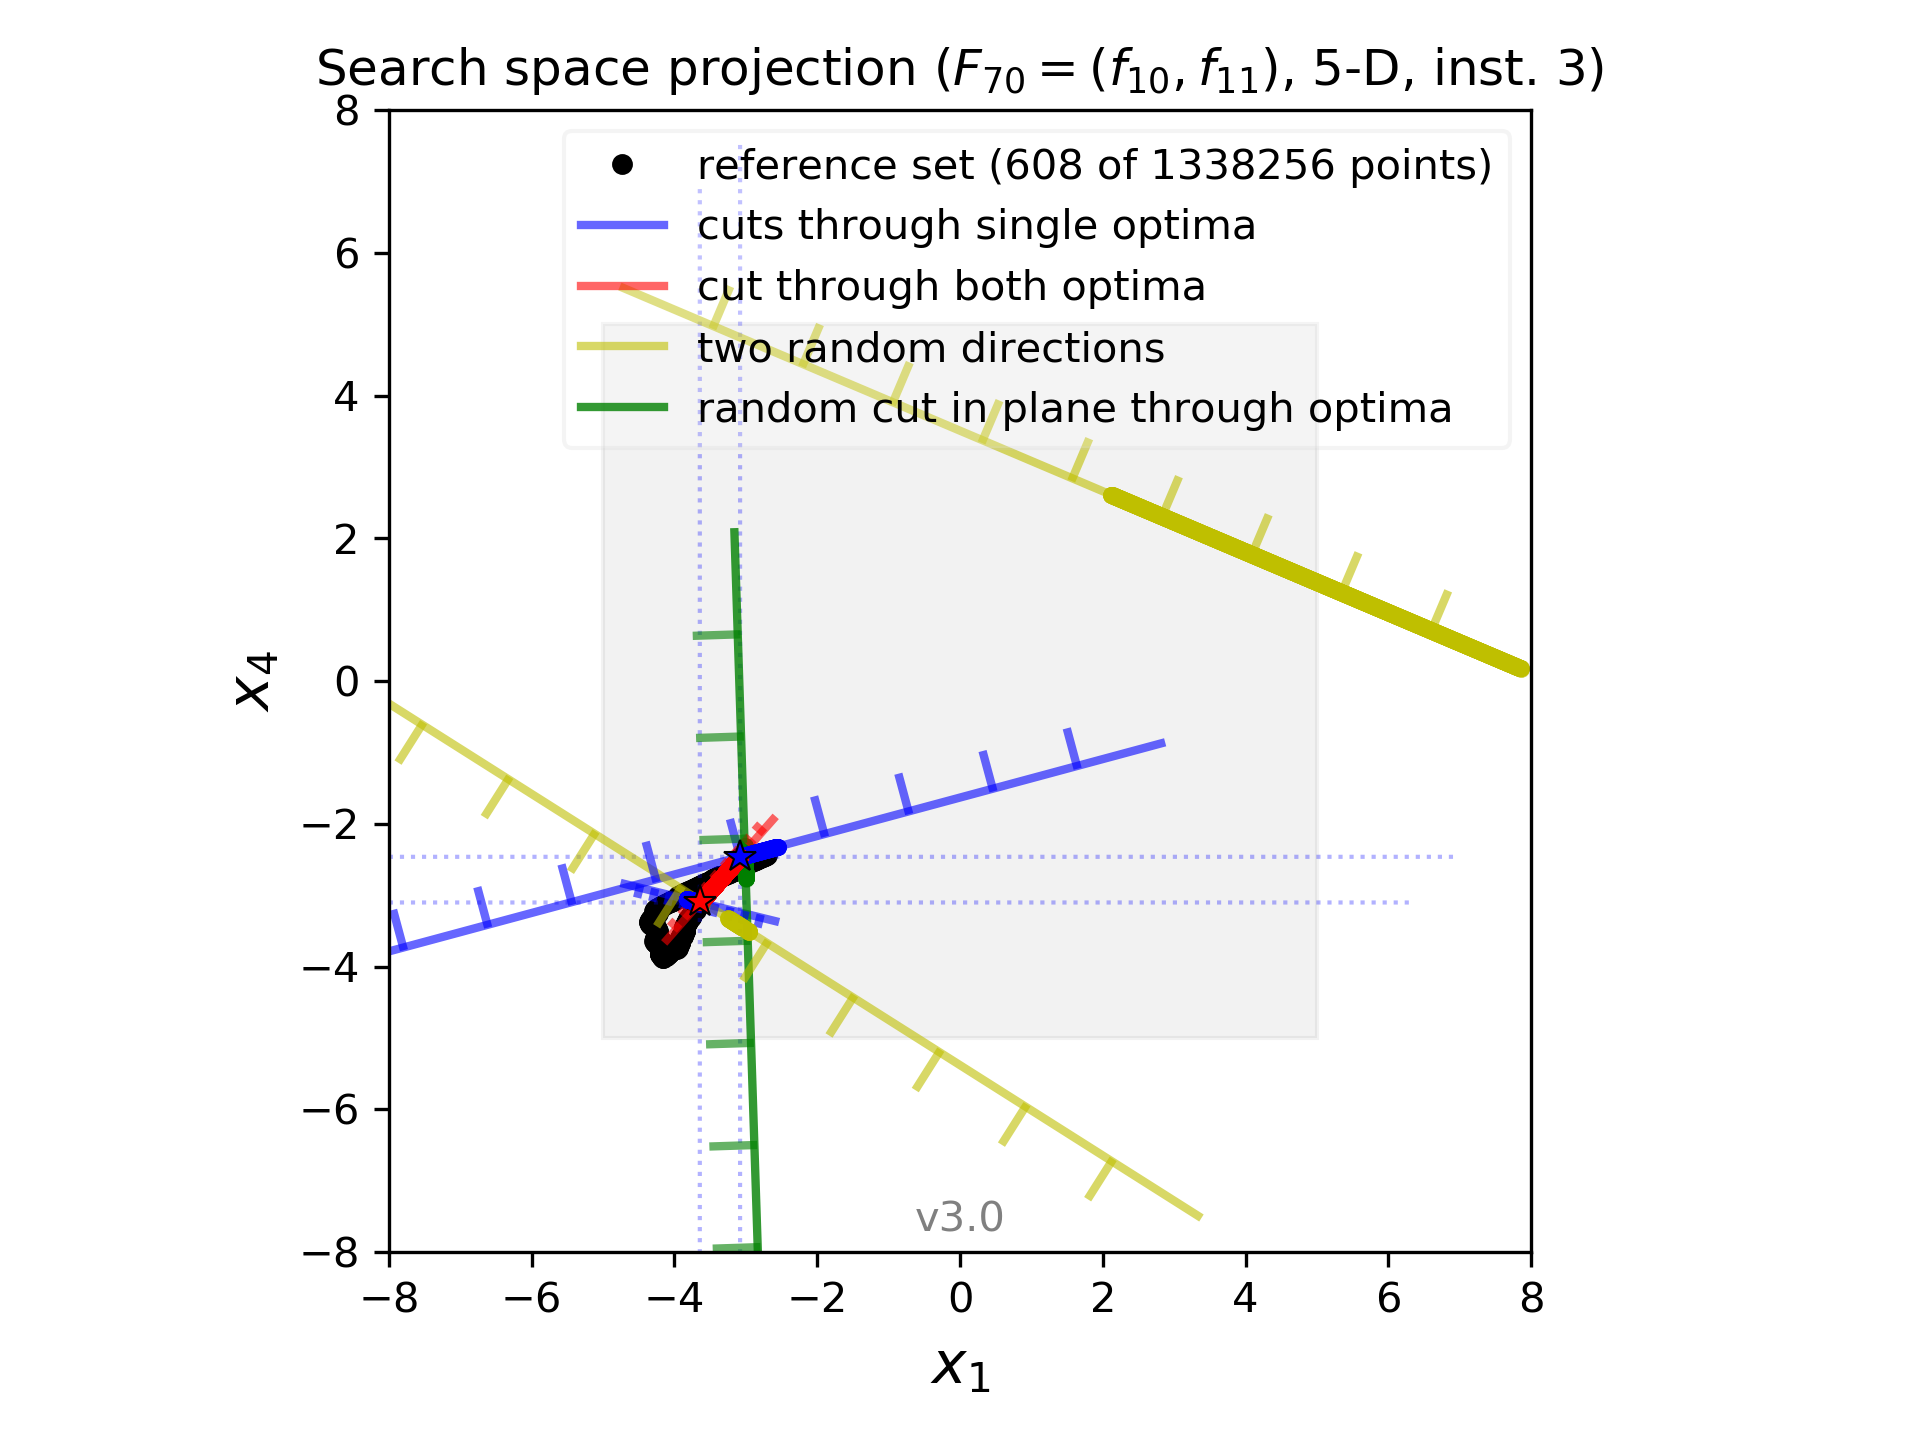 Search space projection (F₇₀ = (f₁₀, f₁₁), 5-D, inst. 3)
8
6
4
2
0
−2
−4
−6
−8
x₄
reference set (608 of 1338256 points)
cuts through single optima
cut through both optima
two random directions
random cut in plane through optima
v3.0
−8 −6 −4 −2 0 2 4 6 8
x₁